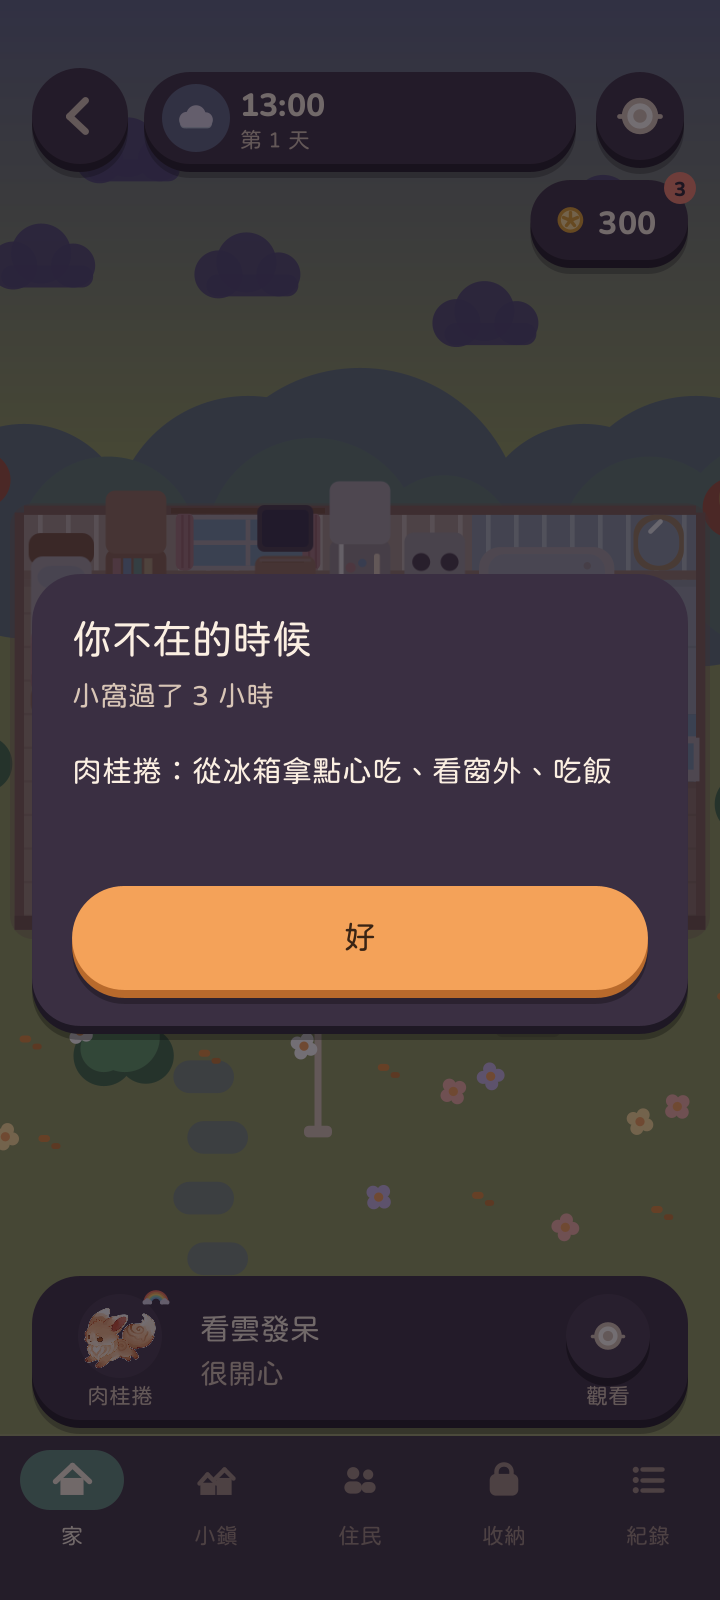 13:00
第 1 天
3
300
你不在的時候
小窩過了 3 小時
肉桂捲：從冰箱拿點心吃、看窗外、吃飯
好
看雲發呆
很開心
肉桂捲
觀看
家
小鎮
住民
收納
紀錄